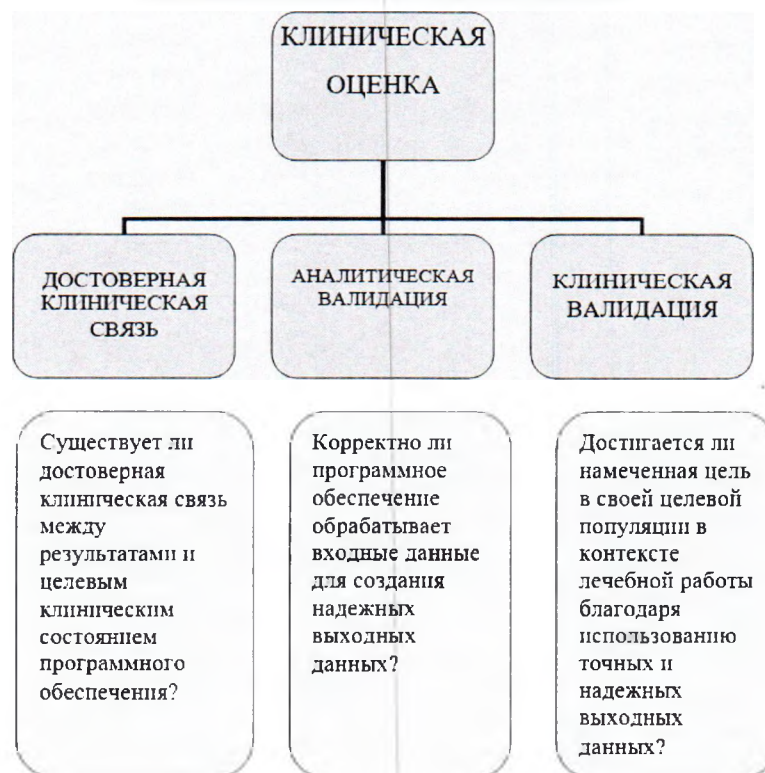 КЛИНИЧЕСКАЯ
ОЦЕНКА
ДОСТОВЕРНАЯ
КЛИНИЧЕСКАЯ
СВЯЗЬ
АНАЛИТИЧЕСКАЯ
ВАЛИДАЦИЯ
КЛИНИЧЕСКАЯ
ВАЛИДАЦИЯ
Существует ли
достоверная
клиническая связь
между
результатами и
целевым
клиническим
состоянием
программного
обеспечения?
Корректно ли
программное
обеспечение
обрабатывает
входные данные
для создания
надежных
выходных
данных?
Достигается ли
намеченная цель
в своей целевой
популяции в
контексте
лечебной работы
благодаря
использованию
точных и
надежных
выходных
данных?